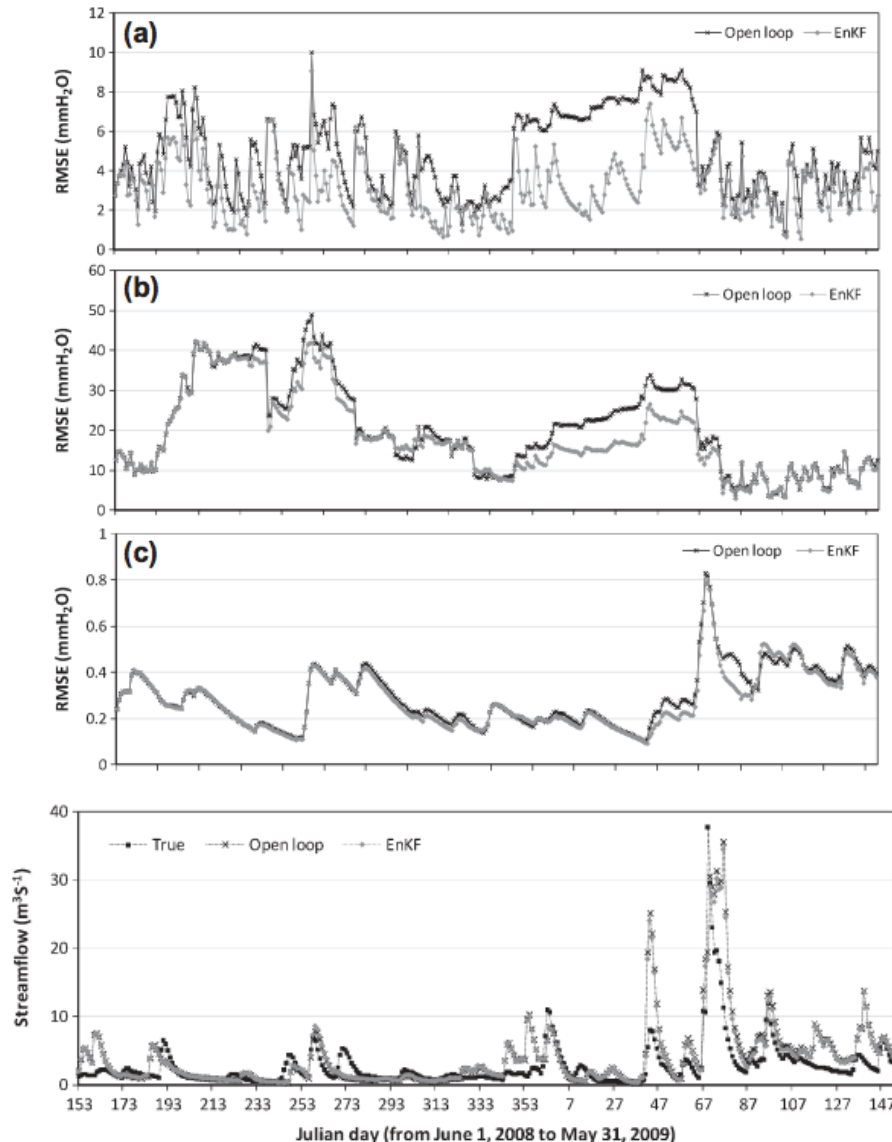 (a)
Open loop EnKF
RMSE (mmH₂O)
12
10
8
6
4
2
0
(b)
Open loop EnKF
RMSE (mmH₂O)
60
50
40
30
20
10
0
(c)
Open loop EnKF
RMSE (mmH₂O)
1
0.8
0.6
0.4
0.2
0
True Open loop EnKF
Streamflow (m³S⁻¹)
40
30
20
10
0
153 173 193 213 233 253 273 293 313 333 353 7 27 47 67 87 107 127 147
Julian day (from June 1, 2008 to May 31, 2009)